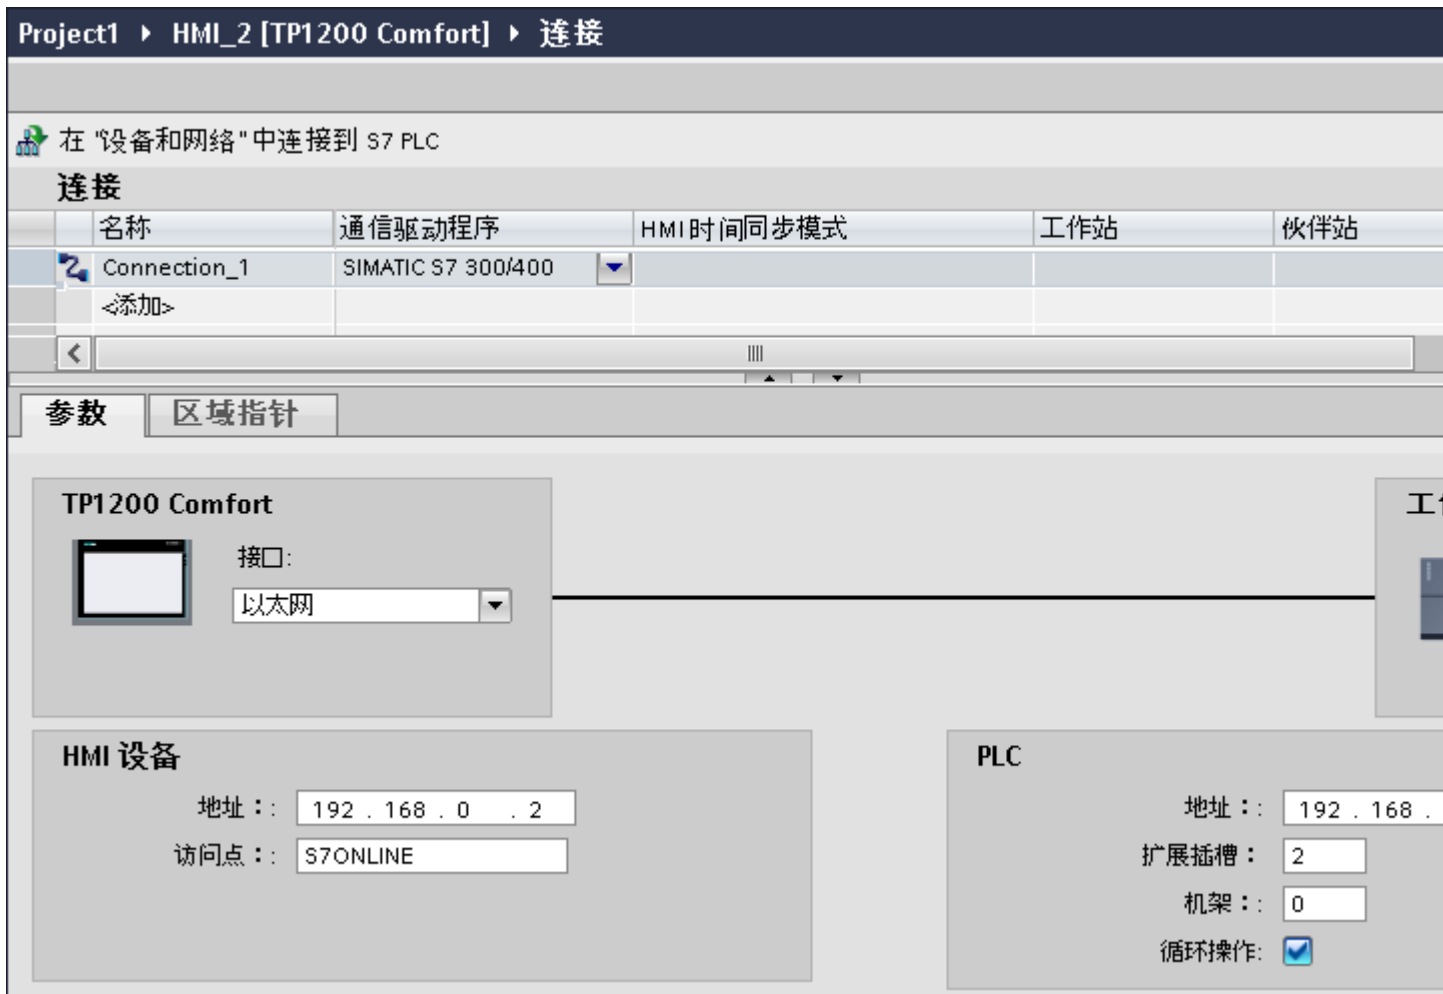 Project1 ▸ HMI_2 [TP1200 Comfort] ▸ 连接
在 "设备和网络" 中连接到 S7 PLC
连接
名称 通信驱动程序 HMI时间同步模式 工作站 伙伴站
Connection_1 SIMATIC S7 300/400
<添加>
参数 区域指针
TP1200 Comfort
接口:
以太网
HMI 设备
地址：: 192 . 168 . 0 . 2
访问点：: S7ONLINE
PLC
地址：: 192 . 168 .
扩展插槽： 2
机架：: 0
循环操作: